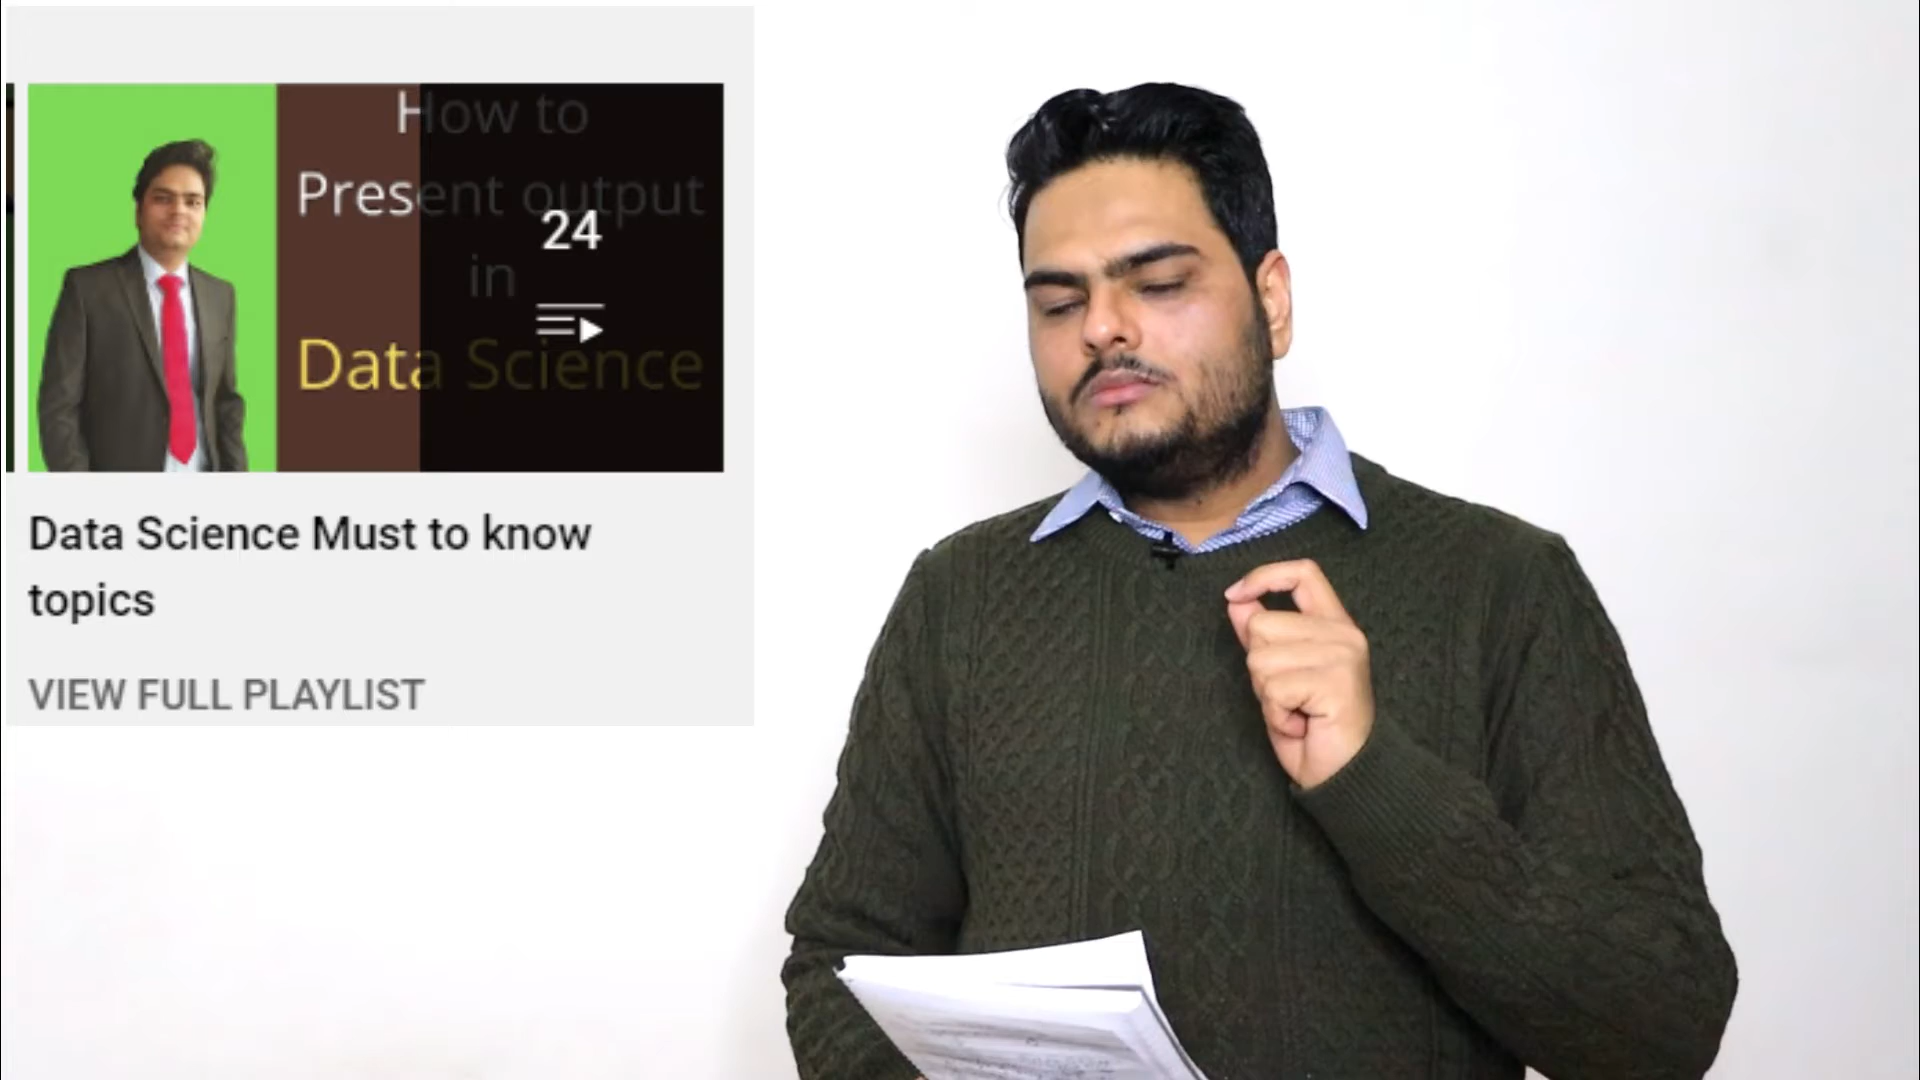 How to
Present output
24
in
Data Science
Data Science Must to know
topics
VIEW FULL PLAYLIST